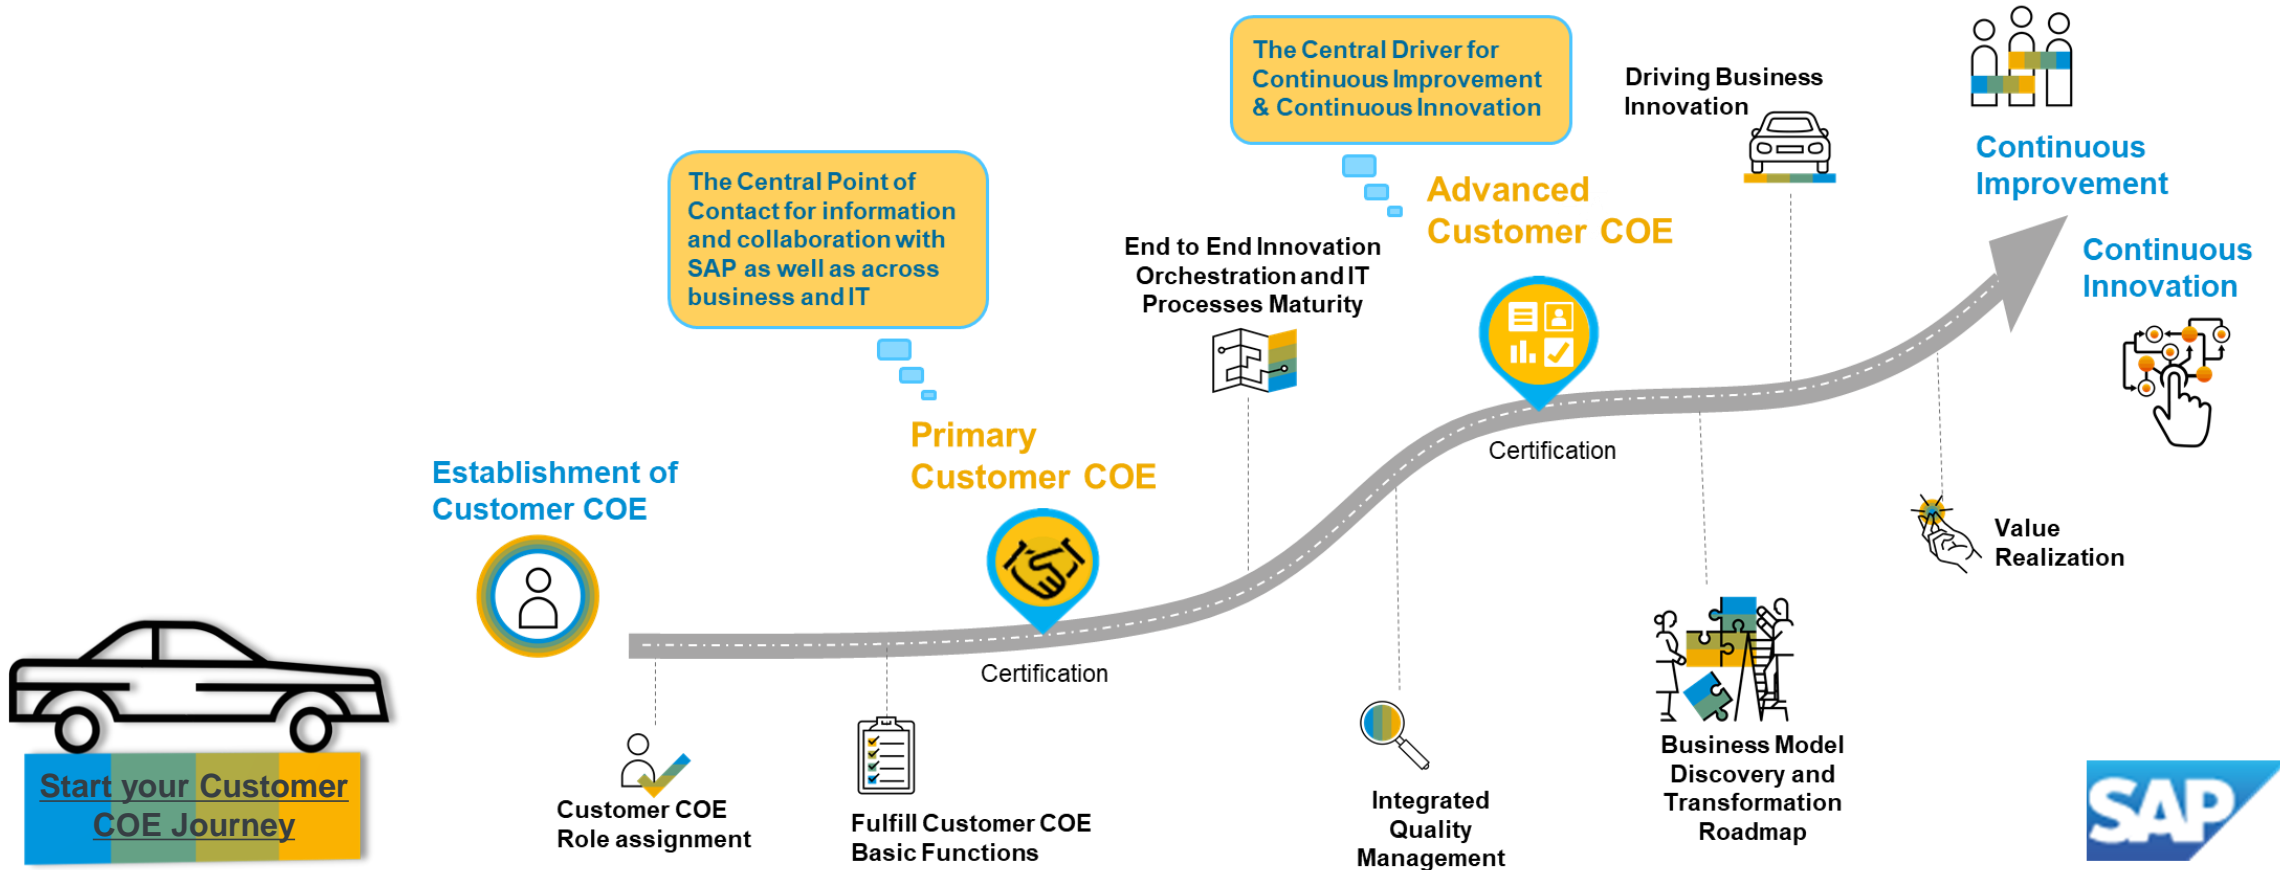 The Central Driver for
Continuous Improvement
& Continuous Innovation
Driving Business
Innovation
Continuous
Improvement
The Central Point of
Contact for information
and collaboration with
SAP as well as across
business and IT
Advanced
Customer COE
End to End Innovation
Orchestration and IT
Processes Maturity
Continuous
Innovation
Primary
Customer COE
Certification
Establishment of
Customer COE
Value
Realization
Certification
Start your Customer
COE Journey
Customer COE
Role assignment
Fulfill Customer COE
Basic Functions
Integrated
Quality
Management
Business Model
Discovery and
Transformation
Roadmap
SAP